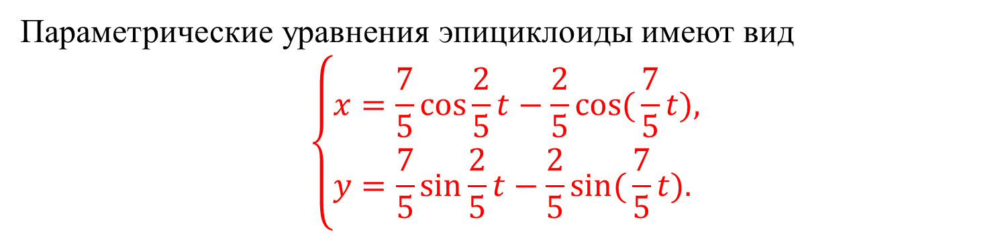 Параметрические уравнения эпициклоиды имеют вид
x = 7/5 cos 2/5 t − 2/5 cos(7/5 t),
y = 7/5 sin 2/5 t − 2/5 sin(7/5 t).